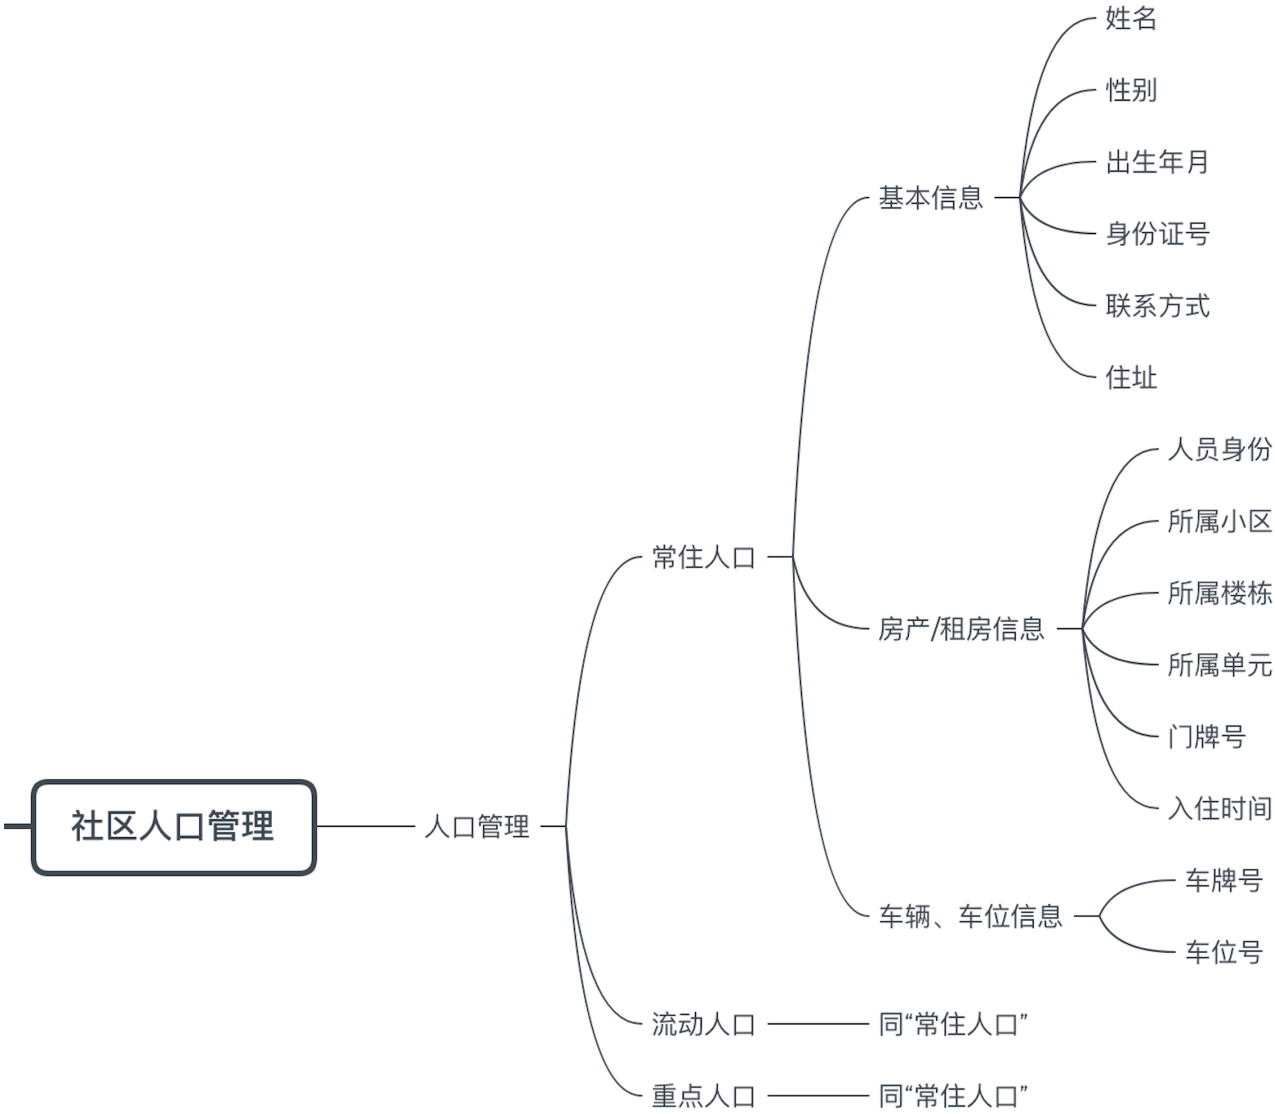 社区人口管理
人口管理
常住人口
基本信息
姓名
性别
出生年月
身份证号
联系方式
住址
房产/租房信息
人员身份
所属小区
所属楼栋
所属单元
门牌号
入住时间
车辆、车位信息
车牌号
车位号
流动人口
同“常住人口”
重点人口
同“常住人口”